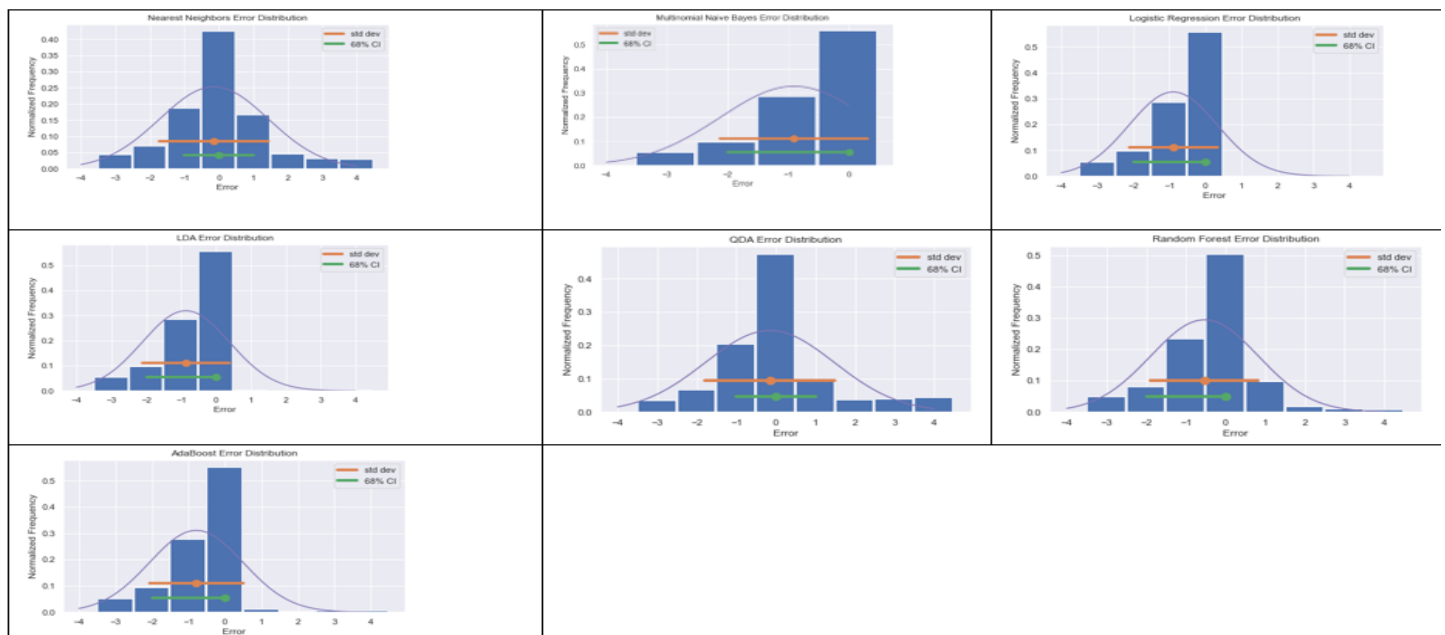 Nearest Neighbors Error Distribution
std dev
68% CI
0.40
0.35
0.30
0.25
0.20
0.15
0.10
0.05
0.00
Normalized Frequency
−4 −3 −2 −1 0 1 2 3 4
Error
Multinomial Naive Bayes Error Distribution
std dev
68% CI
0.5
0.4
0.3
0.2
0.1
0.0
Normalized Frequency
−4 −3 −2 −1 0
Error
Logistic Regression Error Distribution
std dev
68% CI
0.5
0.4
0.3
0.2
0.1
0.0
Normalized Frequency
−4 −3 −2 −1 0 1 2 3 4
Error
LDA Error Distribution
std dev
68% CI
0.5
0.4
0.3
0.2
0.1
0.0
Normalized Frequency
−4 −3 −2 −1 0 1 2 3 4
Error
QDA Error Distribution
std dev
68% CI
0.4
0.3
0.2
0.1
0.0
Normalized Frequency
−4 −3 −2 −1 0 1 2 3 4
Error
Random Forest Error Distribution
std dev
68% CI
0.5
0.4
0.3
0.2
0.1
0.0
Normalized Frequency
−4 −3 −2 −1 0 1 2 3 4
Error
AdaBoost Error Distribution
std dev
68% CI
0.5
0.4
0.3
0.2
0.1
0.0
Normalized Frequency
−4 −3 −2 −1 0 1 2 3 4
Error